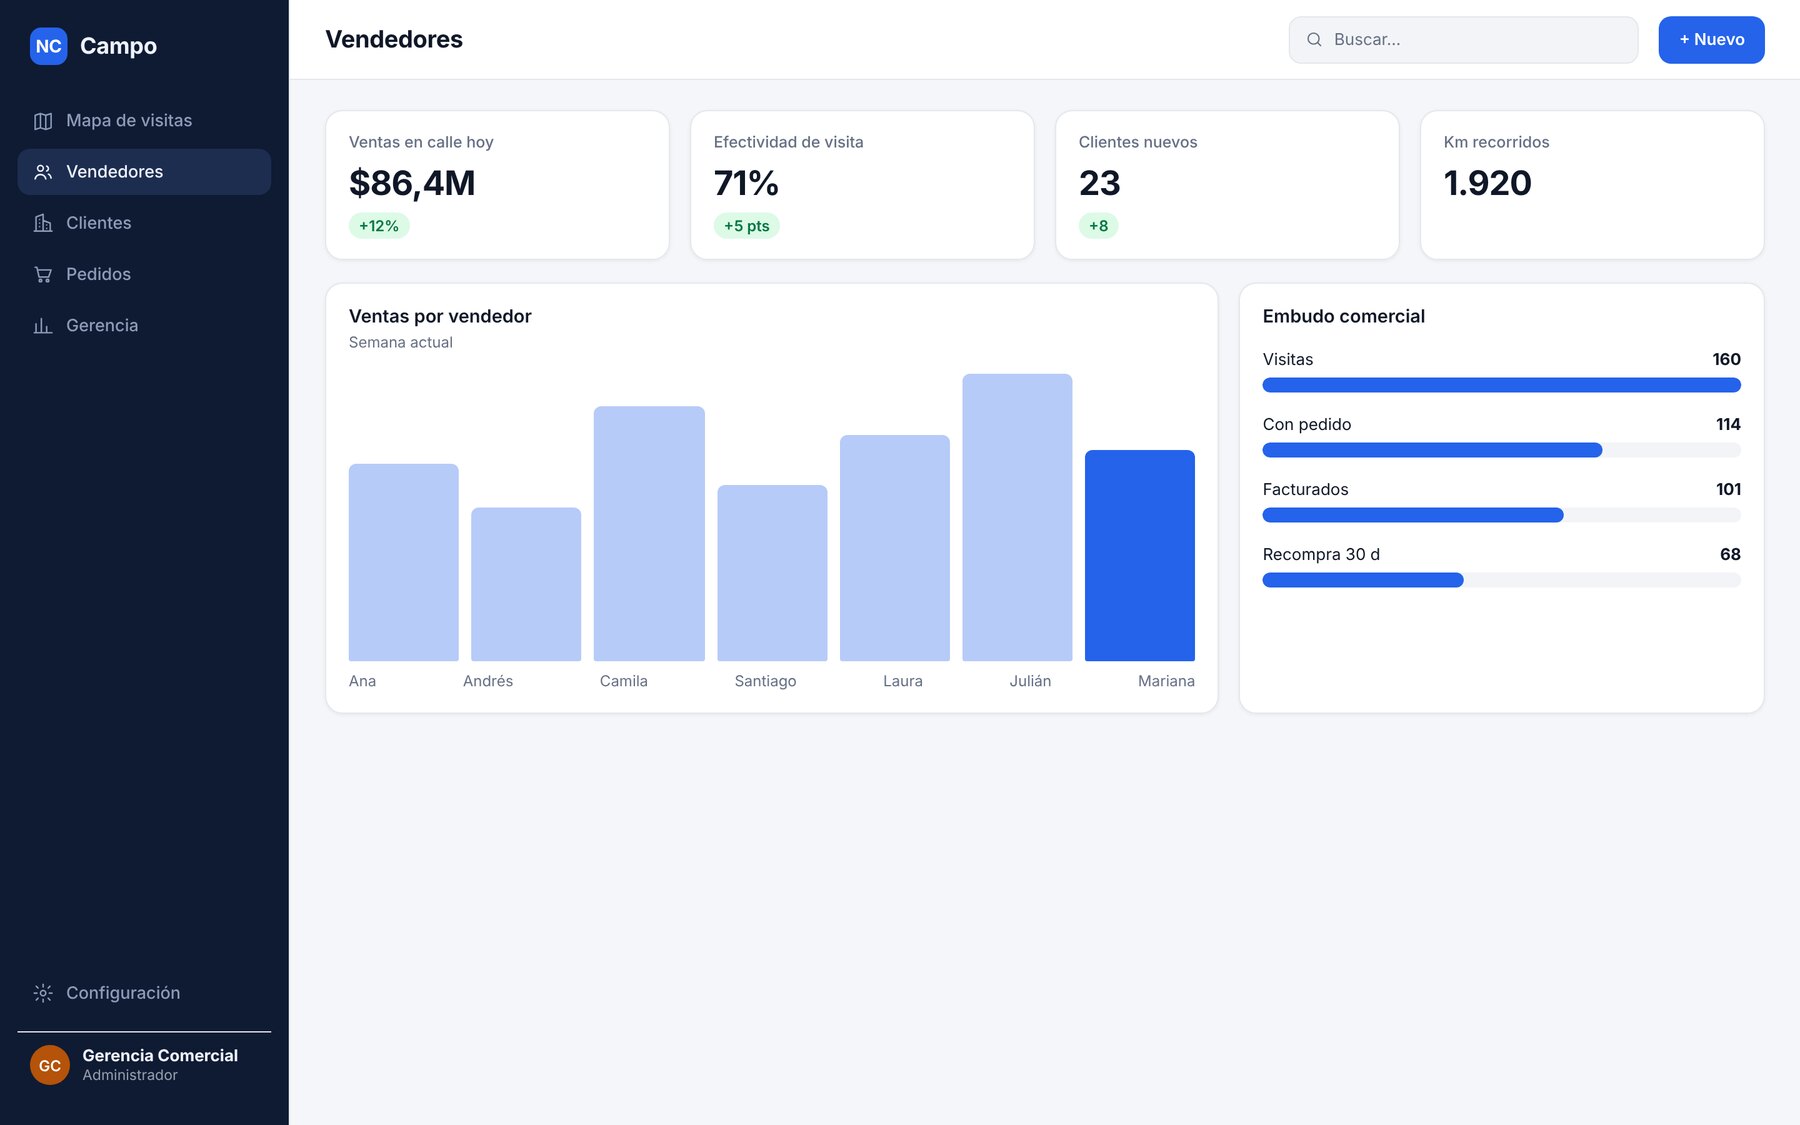 NC Campo
Mapa de visitas
Vendedores
Clientes
Pedidos
Gerencia
Configuración
GC
Gerencia Comercial
Administrador
Vendedores
Buscar...
+ Nuevo
Ventas en calle hoy
$86,4M
+12%
Efectividad de visita
71%
+5 pts
Clientes nuevos
23
+8
Km recorridos
1.920
Ventas por vendedor
Semana actual
Ana Andrés Camila Santiago Laura Julián Mariana
Embudo comercial
Visitas 160
Con pedido 114
Facturados 101
Recompra 30 d 68